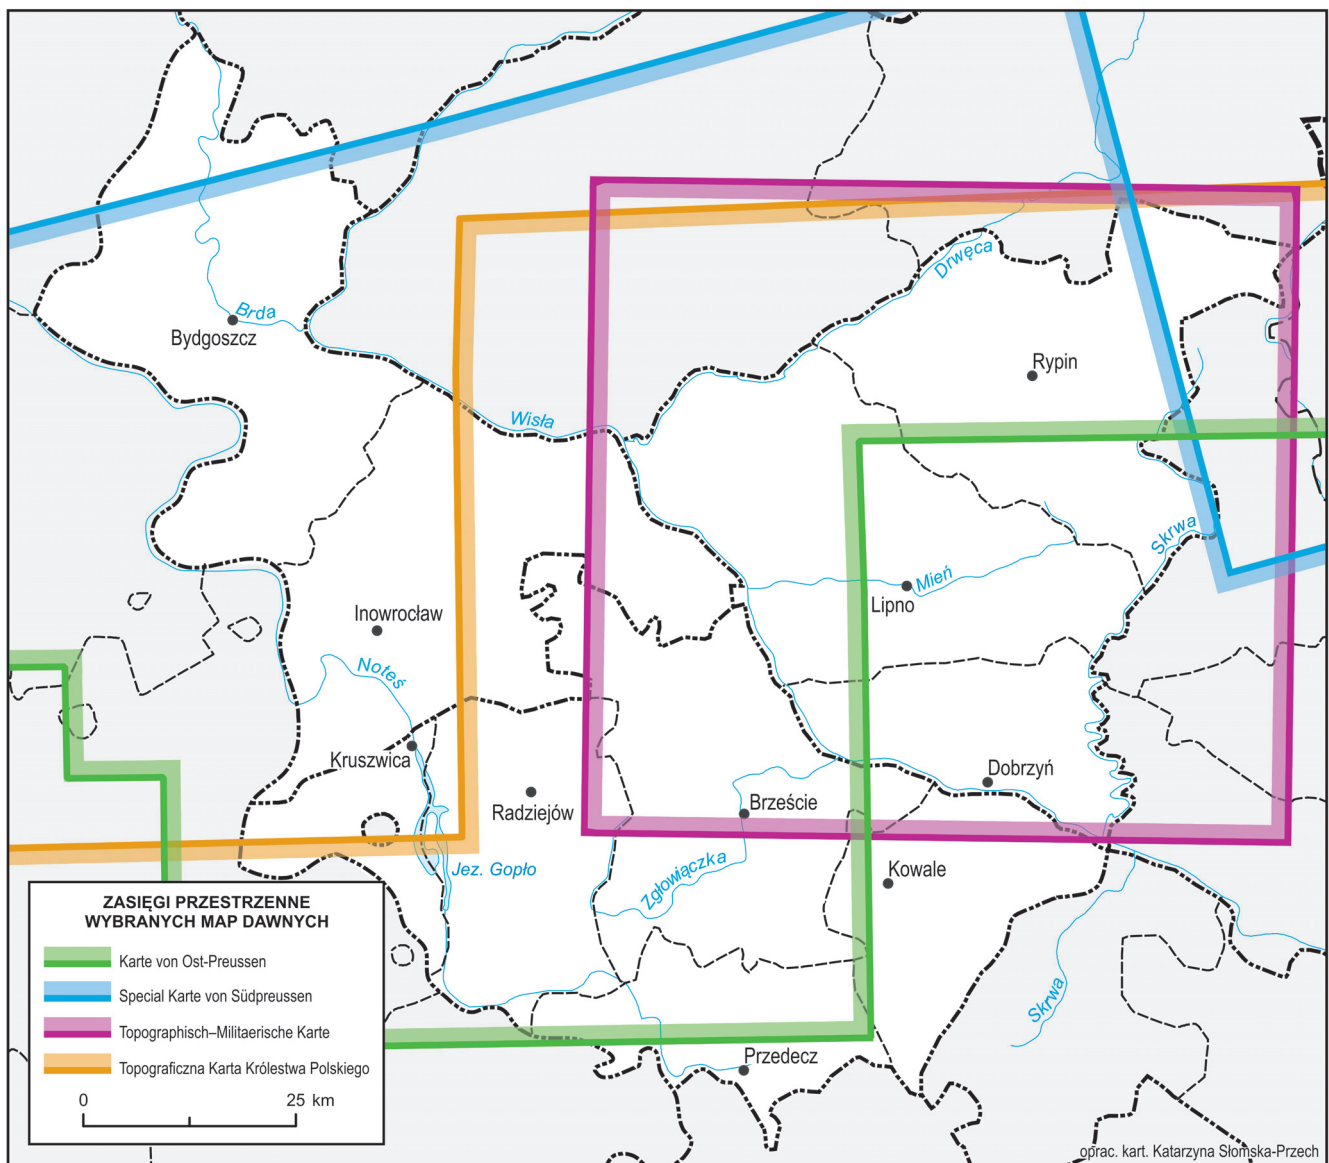 Brda
Bydgoszcz
Drwęca
Rypin
Wisła
Skrwa
Mień
Lipno
Inowrocław
Noteś
Kruszwica
Radziejów
Dobrzyń
Brzeście
Zgłowiączka
Jez. Gopło
Kowale
Skrwa
Przedecz
ZASIĘGI PRZESTRZENNE
WYBRANYCH MAP DAWNYCH
Karte von Ost-Preussen
Special Karte von Südpreussen
Topographisch–Militaerische Karte
Topograficzna Karta Królestwa Polskiego
0 25 km
oprac. kart. Katarzyna Słomska-Przech